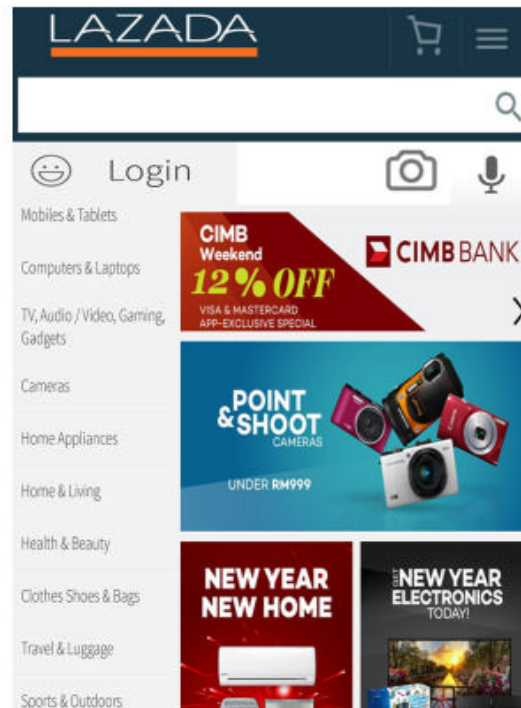 LAZADA
Login
Mobiles & Tablets
Computers & Laptops
TV, Audio / Video, Gaming,
Gadgets
Cameras
Home Appliances
Home & Living
Health & Beauty
Clothes Shoes & Bags
Travel & Luggage
Sports & Outdoors
CIMB
Weekend
12% OFF
VISA & MASTERCARD
APP-EXCLUSIVE SPECIAL
CIMB BANK
POINT
& SHOOT
CAMERAS
UNDER RM999
NEW YEAR
NEW HOME
GET NEW YEAR
ELECTRONICS
TODAY!